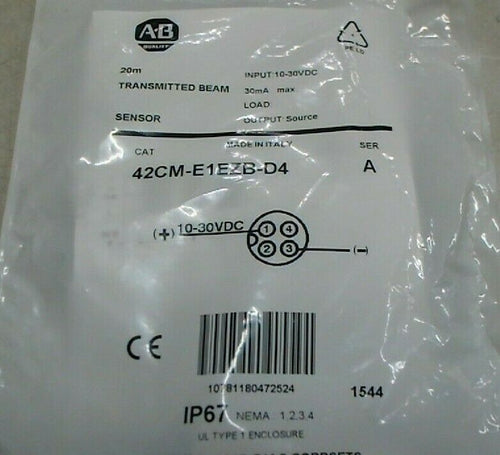 A-B
QUALITY
20m
TRANSMITTED BEAM
SENSOR
INPUT:10-30VDC
30mA max
LOAD
OUTPUT: Source
PE-LD
MADE IN ITALY
CAT SER
42CM-E1EZB-D4 A
(+) 10-30VDC
1 4
2 3 (-)
CE
10781180472524
1544
IP67 NEMA : 1,2,3,4
UL TYPE 1 ENCLOSURE